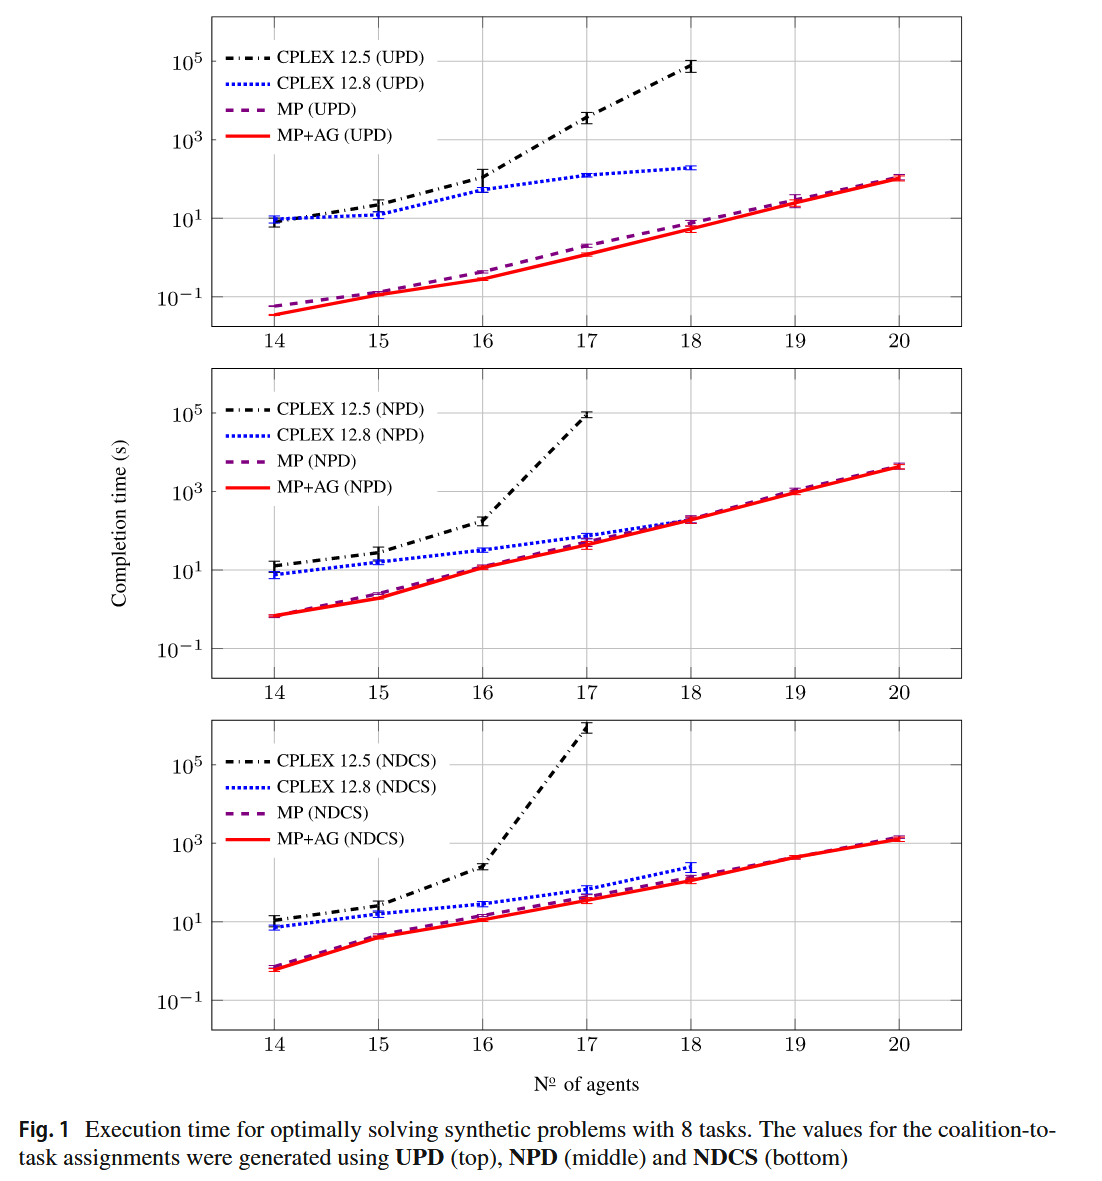 CPLEX 12.5 (UPD)
CPLEX 12.8 (UPD)
MP (UPD)
MP+AG (UPD)
10^5
10^3
10^1
10^−1
14 15 16 17 18 19 20
CPLEX 12.5 (NPD)
CPLEX 12.8 (NPD)
MP (NPD)
MP+AG (NPD)
10^5
10^3
10^1
10^−1
14 15 16 17 18 19 20
Completion time (s)
CPLEX 12.5 (NDCS)
CPLEX 12.8 (NDCS)
MP (NDCS)
MP+AG (NDCS)
10^5
10^3
10^1
10^−1
14 15 16 17 18 19 20
Nº of agents
Fig. 1 Execution time for optimally solving synthetic problems with 8 tasks. The values for the coalition-to-
task assignments were generated using UPD (top), NPD (middle) and NDCS (bottom)